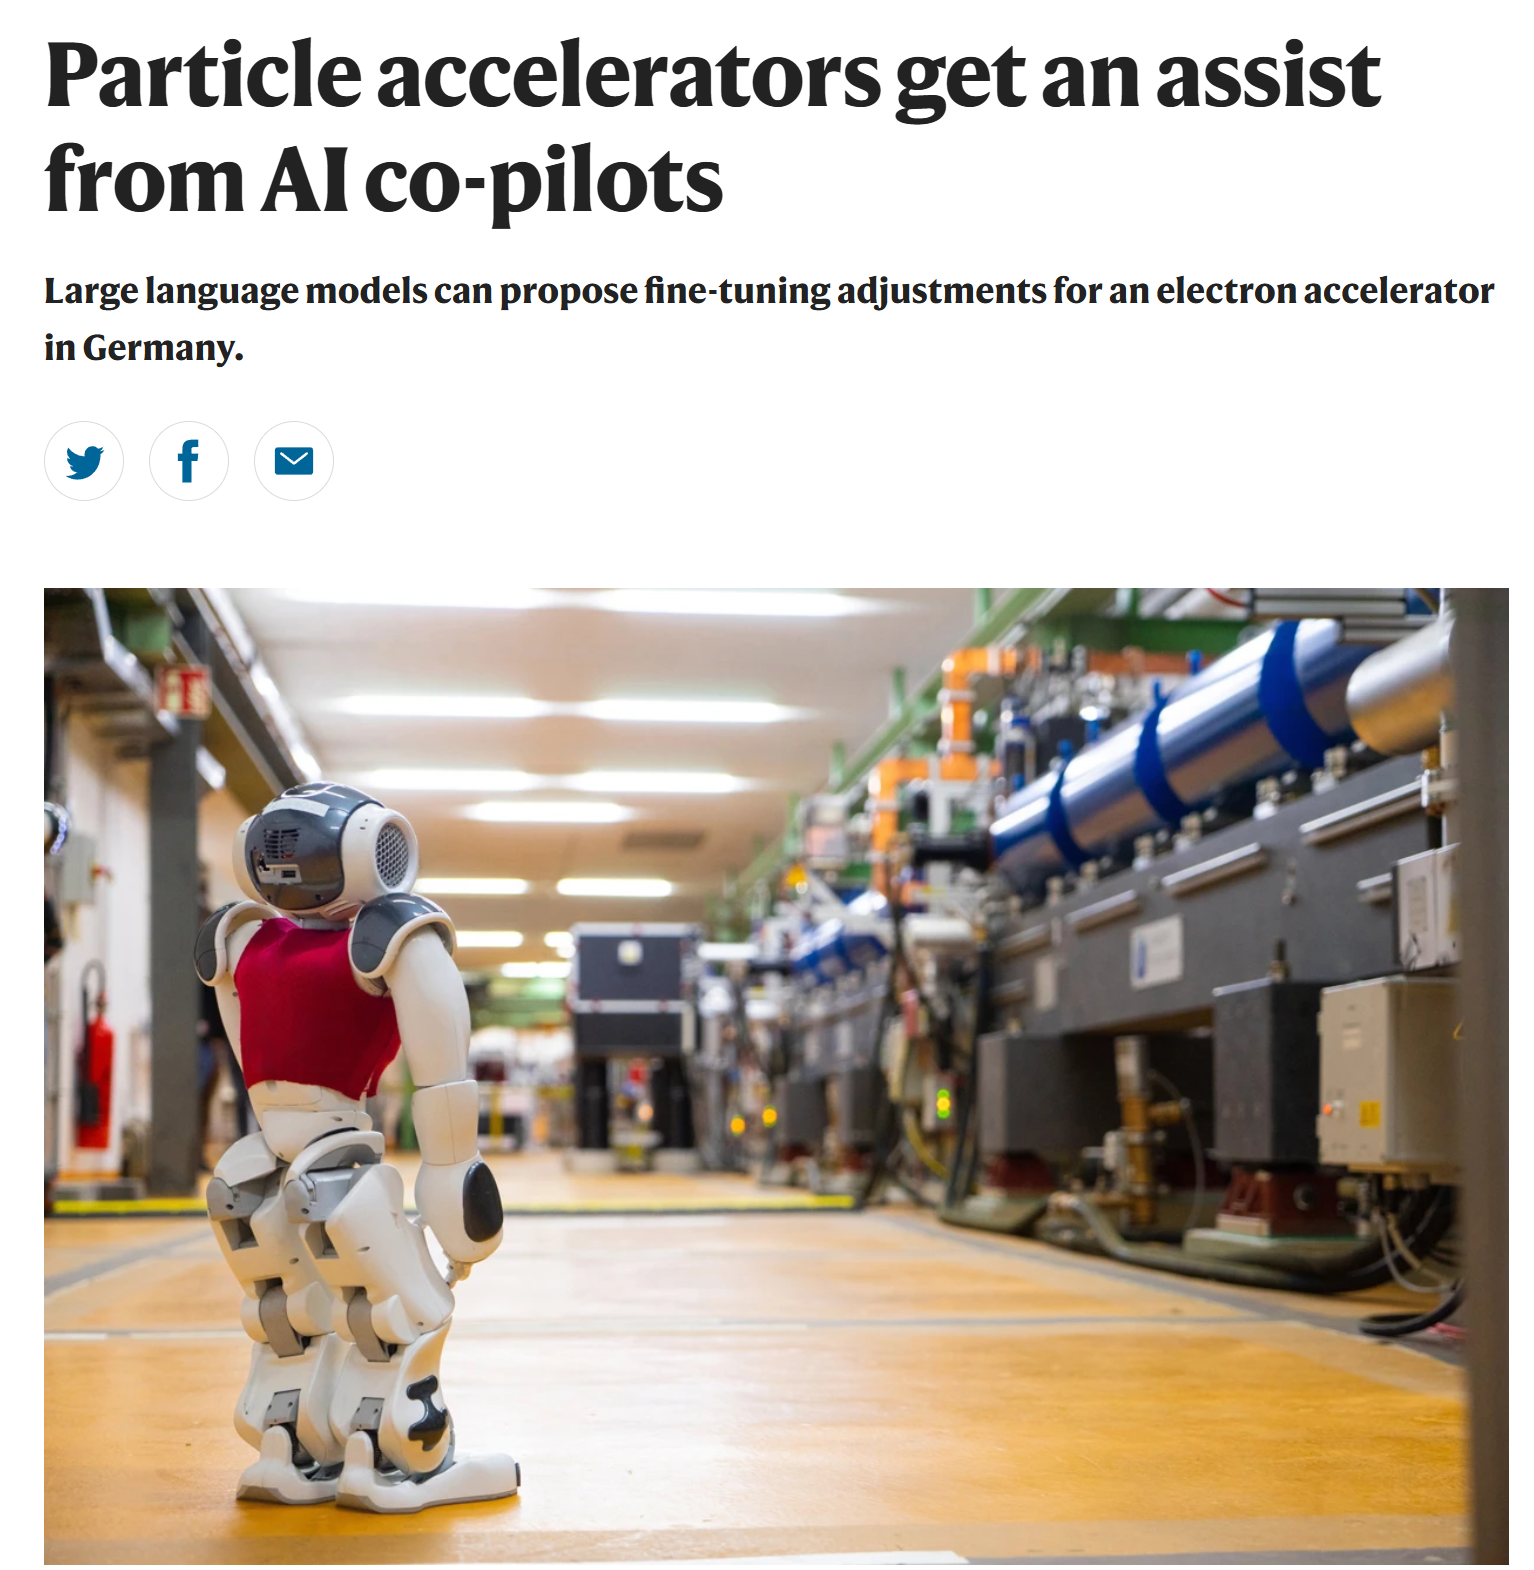 Particle accelerators get an assist
from AI co-pilots
Large language models can propose fine-tuning adjustments for an electron accelerator
in Germany.